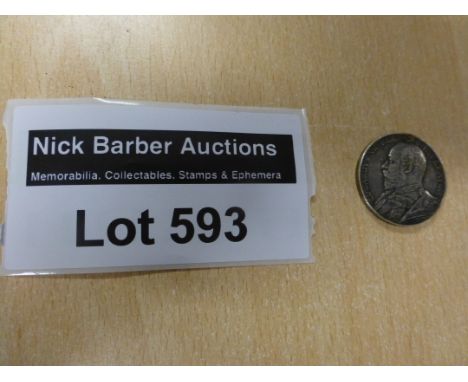 Nick Barber Auctions
Memorabilia. Collectables. Stamps & Ephemera
Lot 593